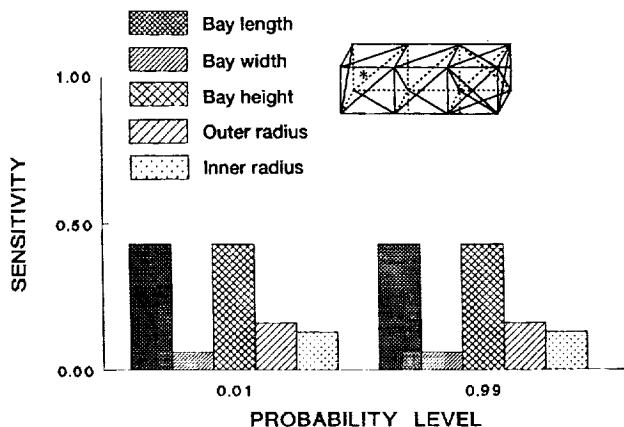 Bay length
Bay width
Bay height
Outer radius
Inner radius
*
1.00
0.50
0.00
SENSITIVITY
0.01
0.99
PROBABILITY LEVEL